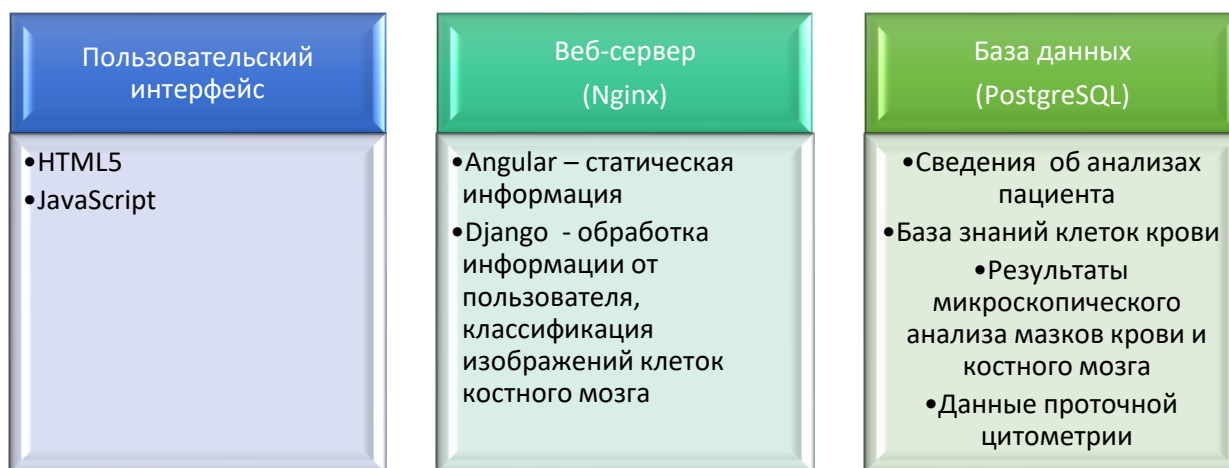 Пользовательский
интерфейс
•HTML5
•JavaScript
Веб-сервер
(Nginx)
•Angular – статическая
информация
•Django - обработка
информации от
пользователя,
классификация
изображений клеток
костного мозга
База данных
(PostgreSQL)
•Сведения об анализах
пациента
•База знаний клеток крови
•Результаты
микроскопического
анализа мазков крови и
костного мозга
•Данные проточной
цитометрии